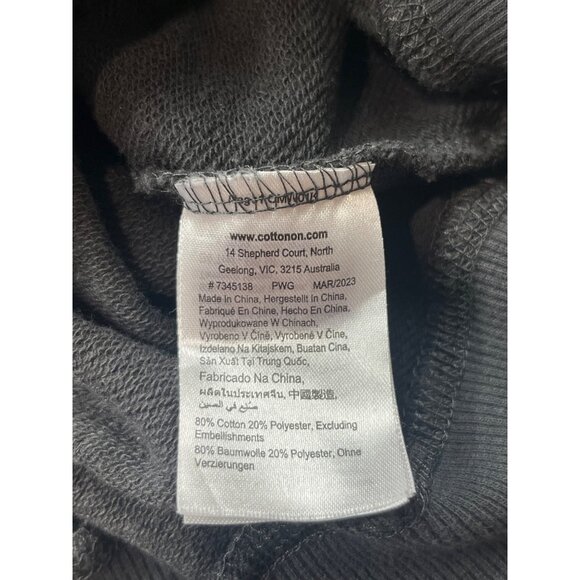 www.cottonon.com
14 Shepherd Court, North
Geelong, VIC, 3215 Australia
# 7345138 PWG MAR/2023
Made In China, Hergestellt In China,
Fabriqué En Chine, Hecho En China,
Wyprodukowane W Chinach,
Vyrobeno V Číně, Vyrobené V Číne,
Izdelano Na Kitajskem, Buatan Cina,
Sản Xuất Tại Trung Quốc,
Fabricado Na China,
ผลิตในประเทศจีน, 中國製造,
صنع في الصين
80% Cotton 20% Polyester, Excluding
Embellishments
80% Baumwolle 20% Polyester, Ohne
Verzierungen